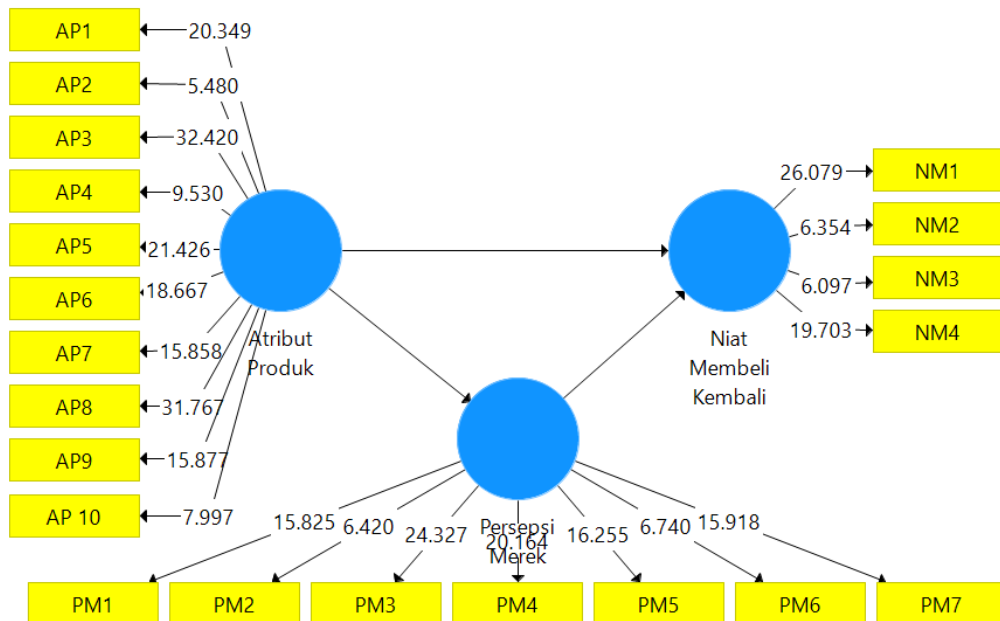 AP1
20.349
AP2
5.480
AP3
32.420
AP4
9.530
AP5
21.426
AP6
18.667
AP7
15.858
AP8
31.767
AP9
15.877
AP 10
7.997
Atribut
Produk
26.079
NM1
6.354
NM2
6.097
NM3
19.703
NM4
Niat
Membeli
Kembali
Persepsi
Merek
15.825
6.420
24.327
20.164
16.255
6.740
15.918
PM1
PM2
PM3
PM4
PM5
PM6
PM7